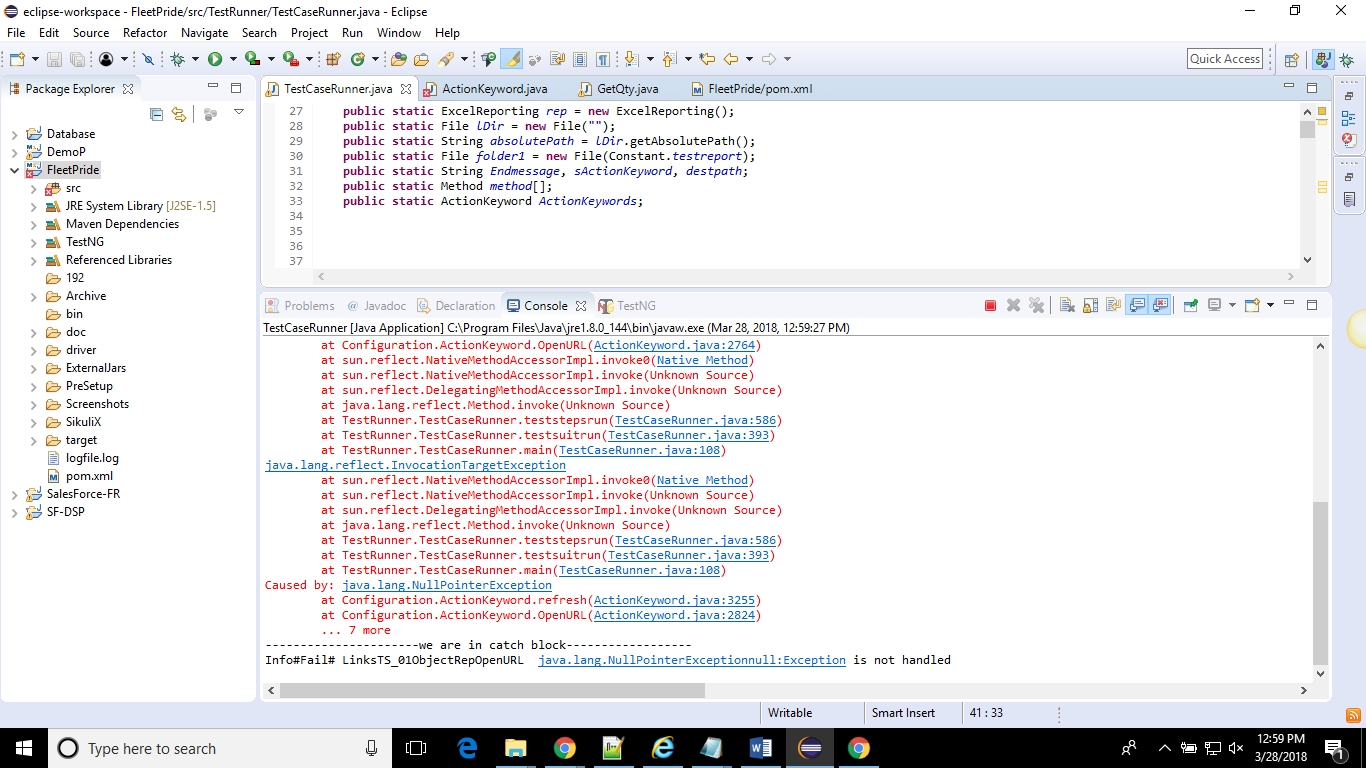 eclipse-workspace - FleetPride/src/TestRunner/TestCaseRunner.java - Eclipse
File Edit Source Refactor Navigate Search Project Run Window Help
Quick Access
Package Explorer
TestCaseRunner.java ActionKeyword.java GetQty.java FleetPride/pom.xml
Database
DemoP
FleetPride
src
JRE System Library [J2SE-1.5]
Maven Dependencies
TestNG
Referenced Libraries
192
Archive
bin
doc
driver
ExternalJars
PreSetup
Screenshots
SikuliX
target
logfile.log
pom.xml
SalesForce-FR
SF-DSP
27 public static ExcelReporting rep = new ExcelReporting();
28 public static File lDir = new File("");
29 public static String absolutePath = lDir.getAbsolutePath();
30 public static File folder1 = new File(Constant.testreport);
31 public static String Endmessage, sActionKeyword, destpath;
32 public static Method method[];
33 public static ActionKeyword ActionKeywords;
34
35
36
37
Problems Javadoc Declaration Console TestNG
TestCaseRunner [Java Application] C:\Program Files\Java\jre1.8.0_144\bin\javaw.exe (Mar 28, 2018, 12:59:27 PM)
at Configuration.ActionKeyword.OpenURL(ActionKeyword.java:2764)
at sun.reflect.NativeMethodAccessorImpl.invoke0(Native Method)
at sun.reflect.NativeMethodAccessorImpl.invoke(Unknown Source)
at sun.reflect.DelegatingMethodAccessorImpl.invoke(Unknown Source)
at java.lang.reflect.Method.invoke(Unknown Source)
at TestRunner.TestCaseRunner.teststepsrun(TestCaseRunner.java:586)
at TestRunner.TestCaseRunner.testsuitrun(TestCaseRunner.java:393)
at TestRunner.TestCaseRunner.main(TestCaseRunner.java:108)
java.lang.reflect.InvocationTargetException
at sun.reflect.NativeMethodAccessorImpl.invoke0(Native Method)
at sun.reflect.NativeMethodAccessorImpl.invoke(Unknown Source)
at sun.reflect.DelegatingMethodAccessorImpl.invoke(Unknown Source)
at java.lang.reflect.Method.invoke(Unknown Source)
at TestRunner.TestCaseRunner.teststepsrun(TestCaseRunner.java:586)
at TestRunner.TestCaseRunner.testsuitrun(TestCaseRunner.java:393)
at TestRunner.TestCaseRunner.main(TestCaseRunner.java:108)
Caused by: java.lang.NullPointerException
at Configuration.ActionKeyword.refresh(ActionKeyword.java:3255)
at Configuration.ActionKeyword.OpenURL(ActionKeyword.java:2824)
... 7 more
----------------------we are in catch block------------------
Info#Fail# LinksTS_01ObjectRepOpenURL java.lang.NullPointerExceptionnull:Exception is not handled
Writable Smart Insert 41 : 33
Type here to search
12:59 PM
3/28/2018
1